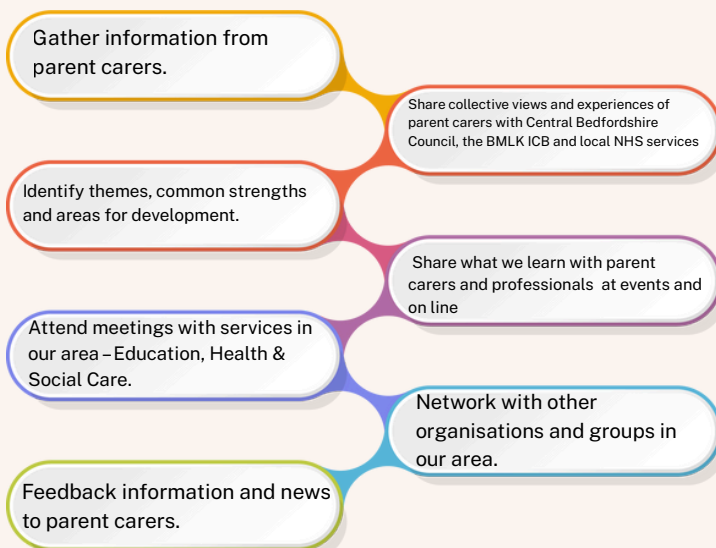 Gather information from
parent carers.
Share collective views and experiences of
parent carers with Central Bedfordshire
Council, the BMLK ICB and local NHS services
Identify themes, common strengths
and areas for development.
Share what we learn with parent
carers and professionals at events and
on line
Attend meetings with services in
our area – Education, Health &
Social Care.
Network with other
organisations and groups in
our area.
Feedback information and news
to parent carers.